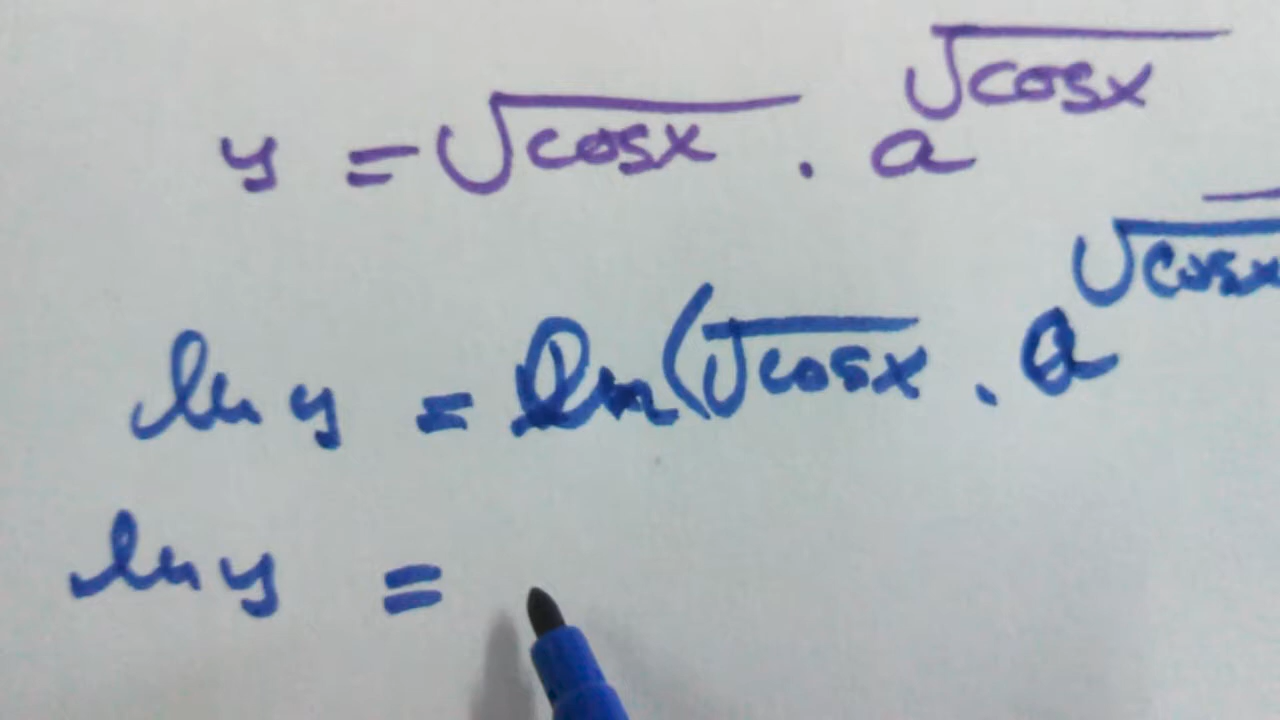 y = √cosx . a^√cosx
ln y = ln(√cosx . a^√cosx
ln y =